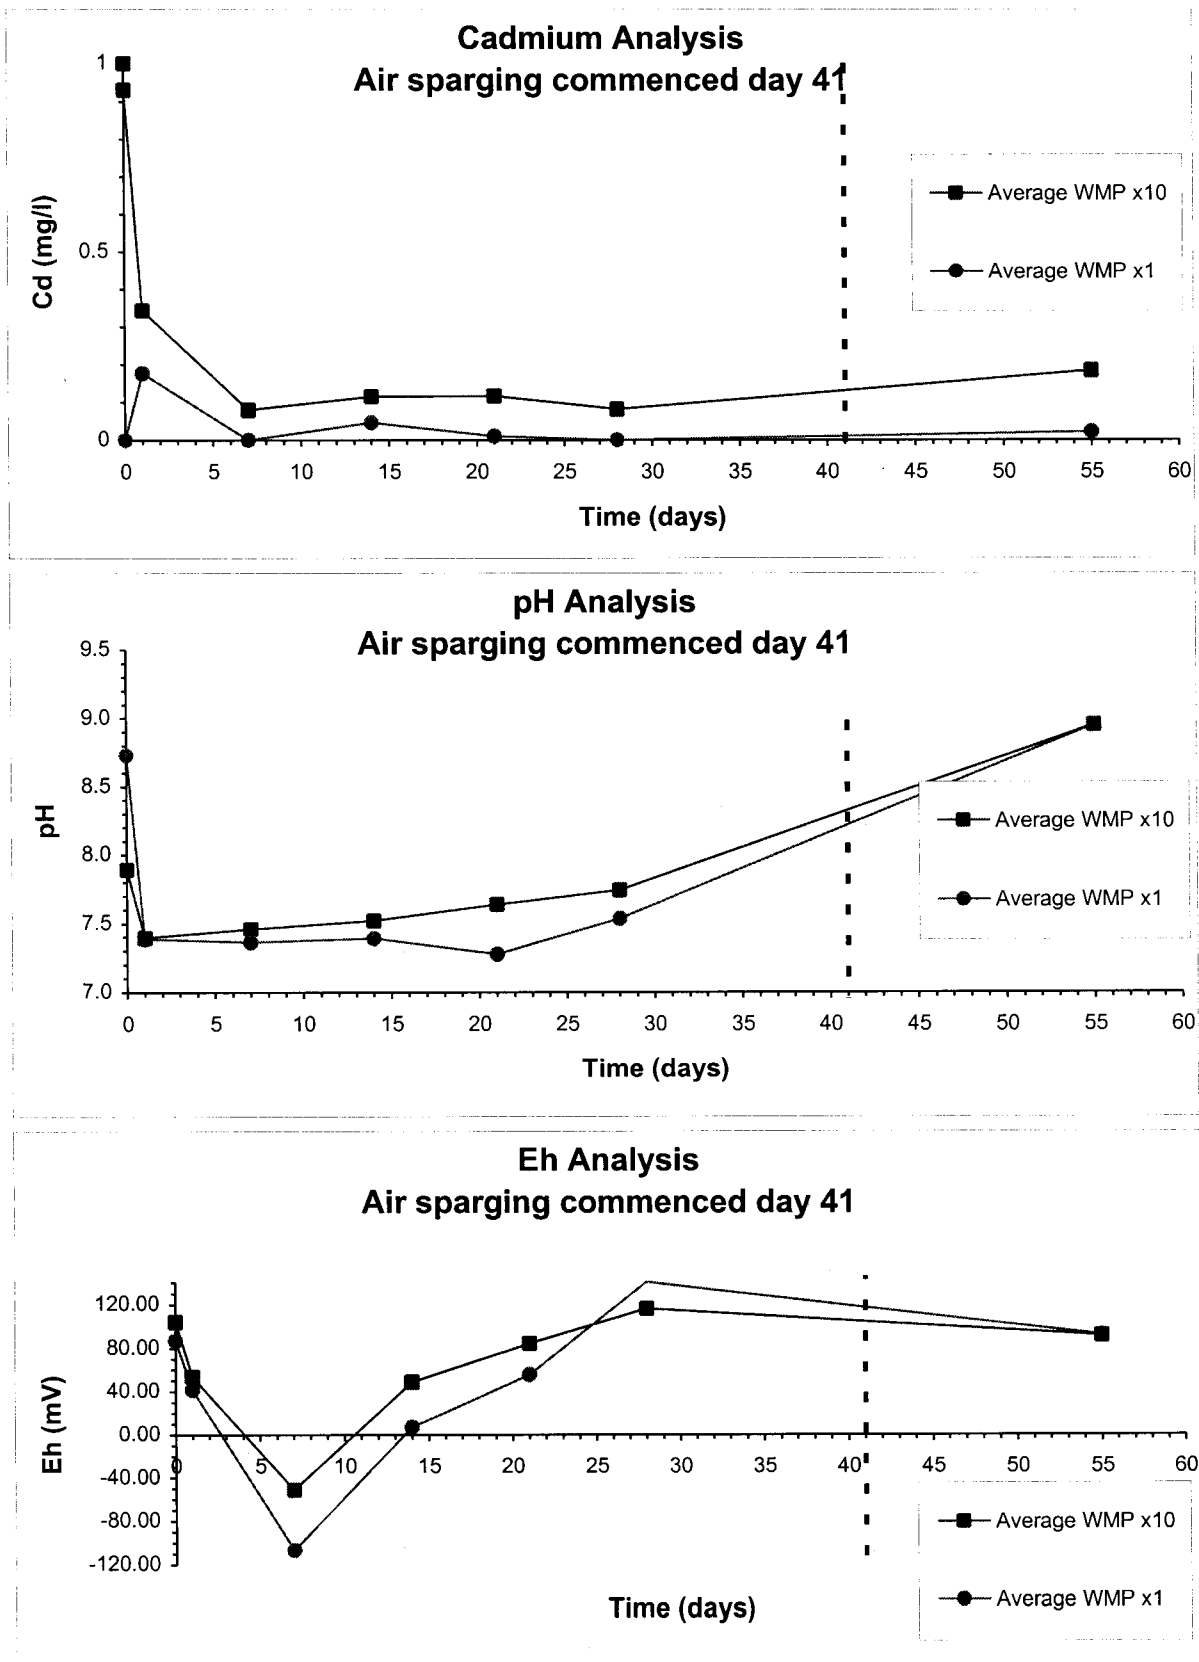 Cadmium Analysis
Air sparging commenced day 41
1
0.5
0
Cd (mg/l)
0 5 10 15 20 25 30 35 40 45 50 55 60
Time (days)
Average WMP x10
Average WMP x1
pH Analysis
Air sparging commenced day 41
9.5
9.0
8.5
8.0
7.5
7.0
pH
0 5 10 15 20 25 30 35 40 45 50 55 60
Time (days)
Average WMP x10
Average WMP x1
Eh Analysis
Air sparging commenced day 41
120.00
80.00
40.00
0.00
-40.00
-80.00
-120.00
Eh (mV)
0 5 10 15 20 25 30 35 40 45 50 55 60
Time (days)
Average WMP x10
Average WMP x1